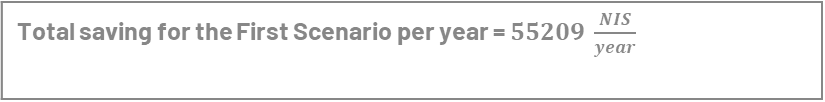 Total saving for the First Scenario per year = 55209 NIS/year